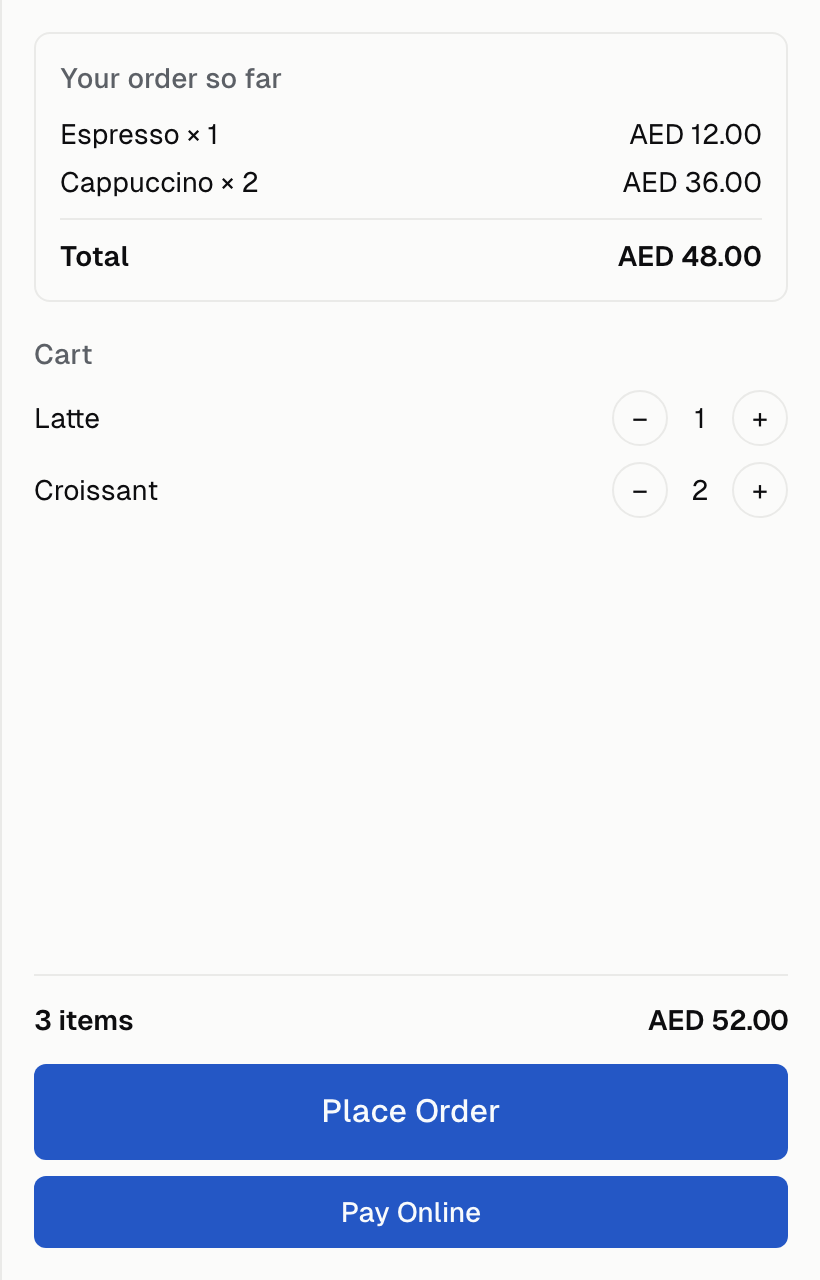 Your order so far
Espresso × 1 AED 12.00
Cappuccino × 2 AED 36.00
Total AED 48.00
Cart
Latte − 1 +
Croissant − 2 +
3 items AED 52.00
Place Order
Pay Online